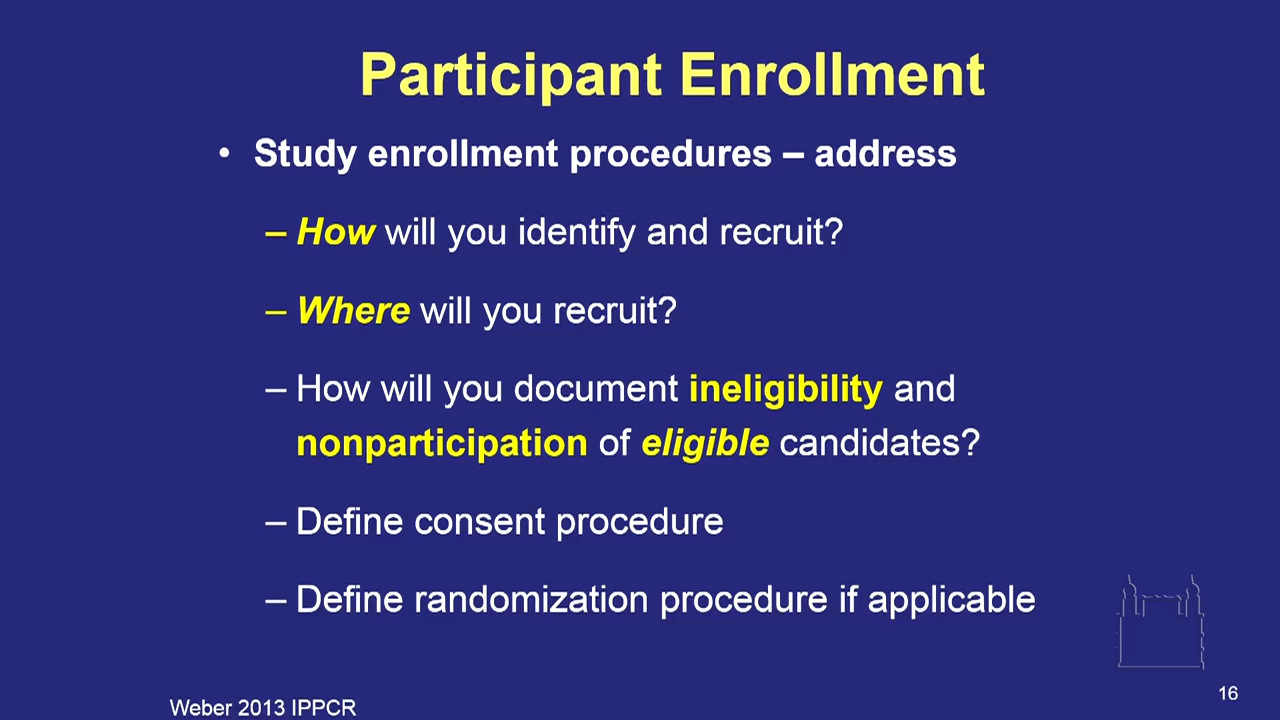 Participant Enrollment
• Study enrollment procedures – address
– How will you identify and recruit?
– Where will you recruit?
– How will you document ineligibility and
nonparticipation of eligible candidates?
– Define consent procedure
– Define randomization procedure if applicable
16
Weber 2013 IPPCR